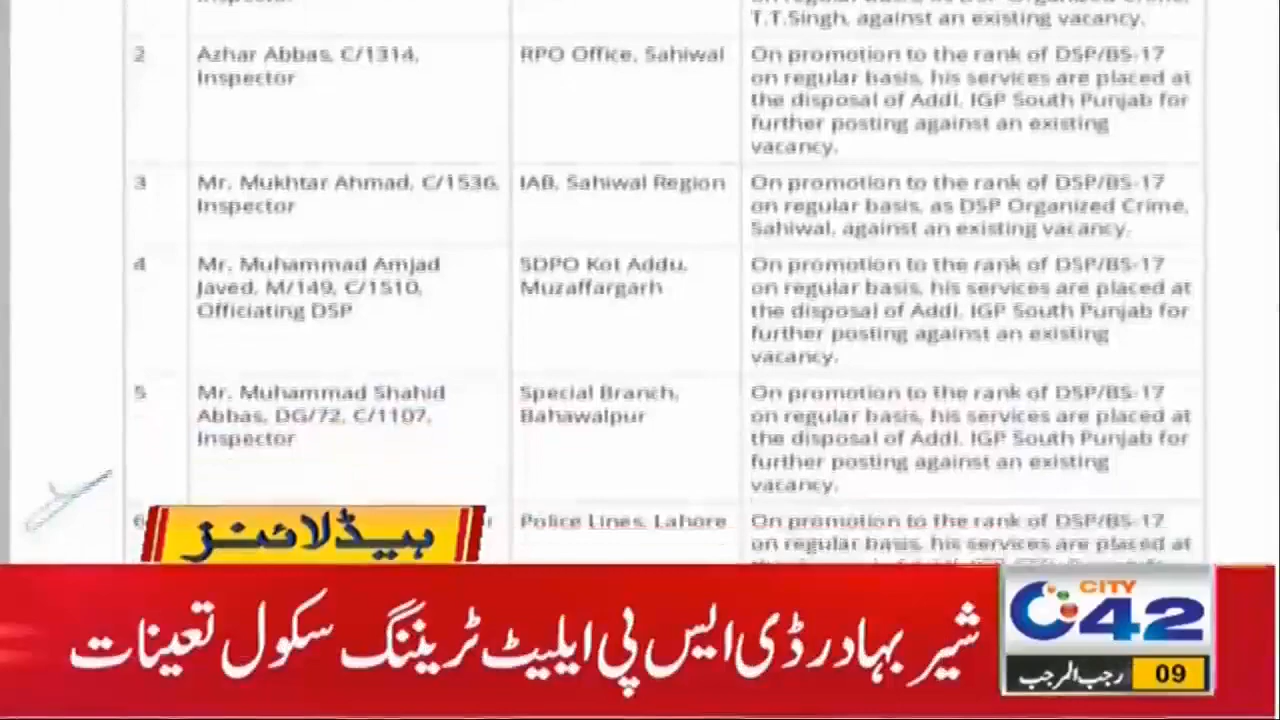 T.T.Singh, against an existing vacancy.
2
Azhar Abbas, C/1314,
Inspector
RPO Office, Sahiwal
On promotion to the rank of DSP/BS-17
on regular basis, his services are placed at
the disposal of Addl. IGP South Punjab for
further posting against an existing
vacancy.
3
Mr. Mukhtar Ahmad, C/1536,
Inspector
IAB, Sahiwal Region
On promotion to the rank of DSP/BS-17
on regular basis, as DSP Organized Crime,
Sahiwal, against an existing vacancy.
4
Mr. Muhammad Amjad
Javed, M/149, C/1510,
Officiating DSP
SDPO Kot Addu,
Muzaffargarh
On promotion to the rank of DSP/BS-17
on regular basis, his services are placed at
the disposal of Addl. IGP South Punjab for
further posting against an existing
vacancy.
5
Mr. Muhammad Shahid
Abbas, DG/72, C/1107,
Inspector
Special Branch,
Bahawalpur
On promotion to the rank of DSP/BS-17
on regular basis, his services are placed at
the disposal of Addl. IGP South Punjab for
further posting against an existing
vacancy.
6
Police Lines, Lahore
On promotion to the rank of DSP/BS-17
on regular basis, his services are placed at
ہیڈلائنز
شیر بہادر ڈی ایس پی ایلیٹ ٹریننگ سکول تعینات
CITY
42
09 رجب المرجب